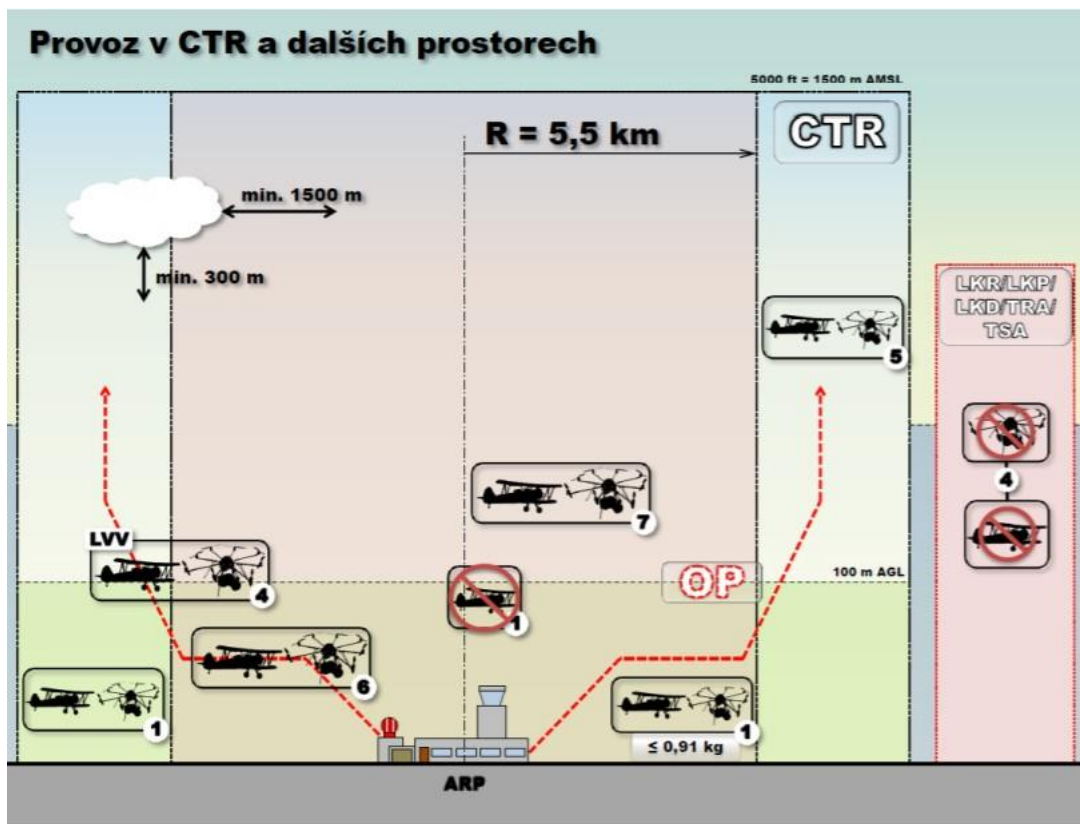 Provoz v CTR a dalších prostorech
5000 ft = 1500 m AMSL
R = 5,5 km
CTR
min. 1500 m
min. 300 m
LKR/LKP/
LKD/TRA/
TSA
5
4
7
LVV
4
OP
100 m AGL
1
6
1
1
≤ 0,91 kg
ARP